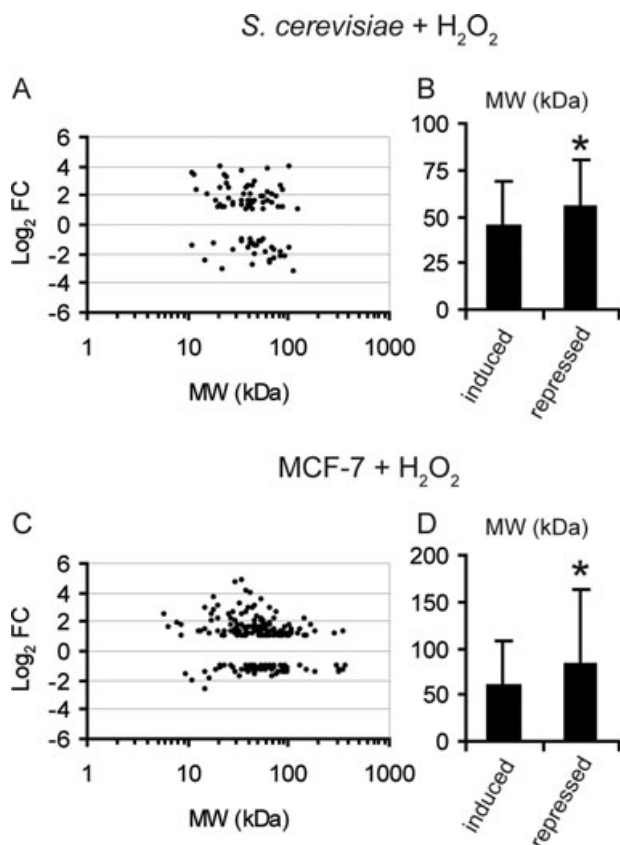 S. cerevisiae + H₂O₂
A
B
MW (kDa)
Log₂ FC
6
4
2
0
-2
-4
-6
1
10
100
1000
MW (kDa)
100
75
50
25
0
*
induced
repressed
MCF-7 + H₂O₂
C
D
MW (kDa)
Log₂ FC
6
4
2
0
-2
-4
-6
1
10
100
1000
MW (kDa)
200
150
100
50
0
*
induced
repressed